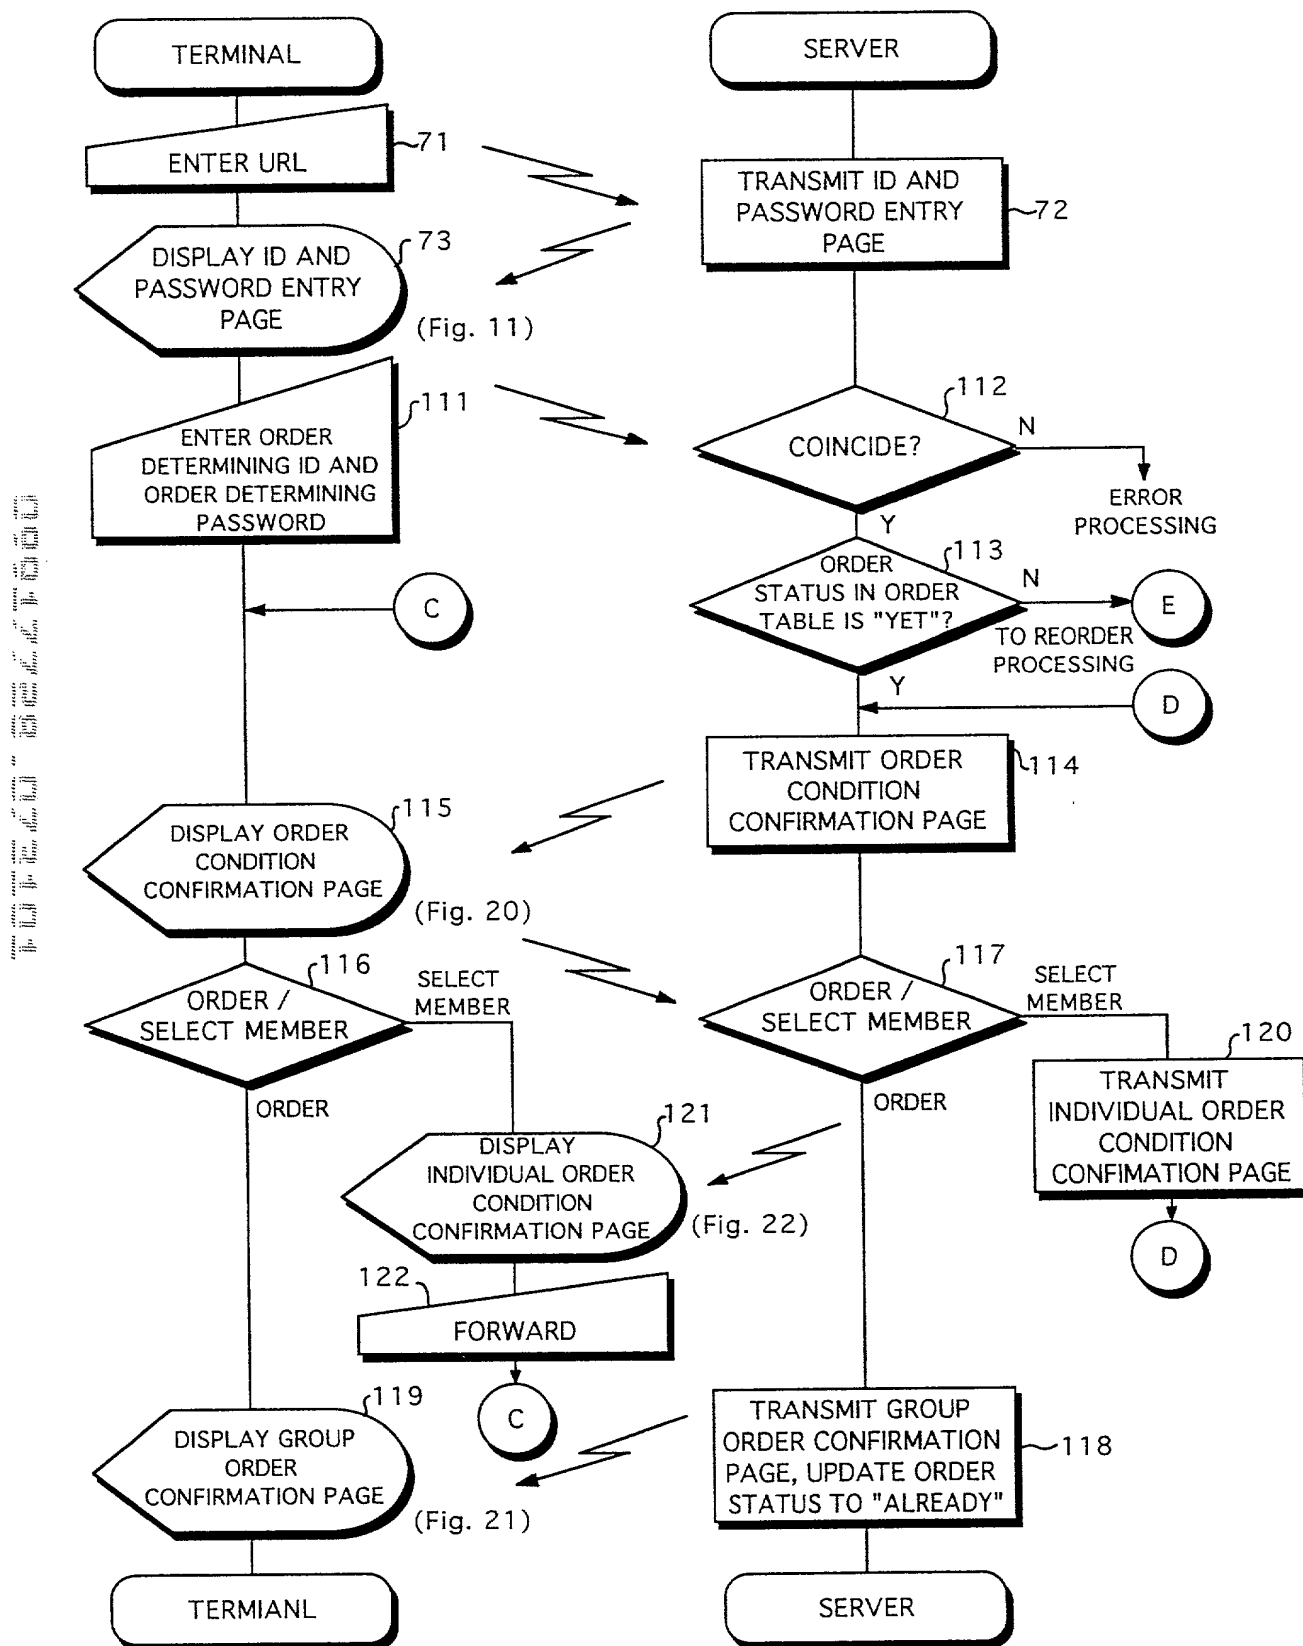 TERMINAL
SERVER
ENTER URL
71
TRANSMIT ID AND
PASSWORD ENTRY
PAGE
72
DISPLAY ID AND
PASSWORD ENTRY
PAGE
73
(Fig. 11)
ENTER ORDER
DETERMINING ID AND
ORDER DETERMINING
PASSWORD
111
COINCIDE?
112
N
ERROR
PROCESSING
Y
ORDER
STATUS IN ORDER
TABLE IS "YET"?
113
N
E
TO REORDER
PROCESSING
C
Y
D
TRANSMIT ORDER
CONDITION
CONFIRMATION PAGE
114
DISPLAY ORDER
CONDITION
CONFIRMATION PAGE
115
(Fig. 20)
ORDER /
SELECT MEMBER
116
SELECT
MEMBER
ORDER
ORDER /
SELECT MEMBER
117
SELECT
MEMBER
ORDER
120
TRANSMIT
INDIVIDUAL ORDER
CONDITION
CONFIMATION PAGE
D
DISPLAY
INDIVIDUAL ORDER
CONDITION
CONFIRMATION PAGE
121
(Fig. 22)
122
FORWARD
C
DISPLAY GROUP
ORDER
CONFIRMATION PAGE
119
(Fig. 21)
TRANSMIT GROUP
ORDER CONFIRMATION
PAGE, UPDATE ORDER
STATUS TO "ALREADY"
118
TERMIANL
SERVER